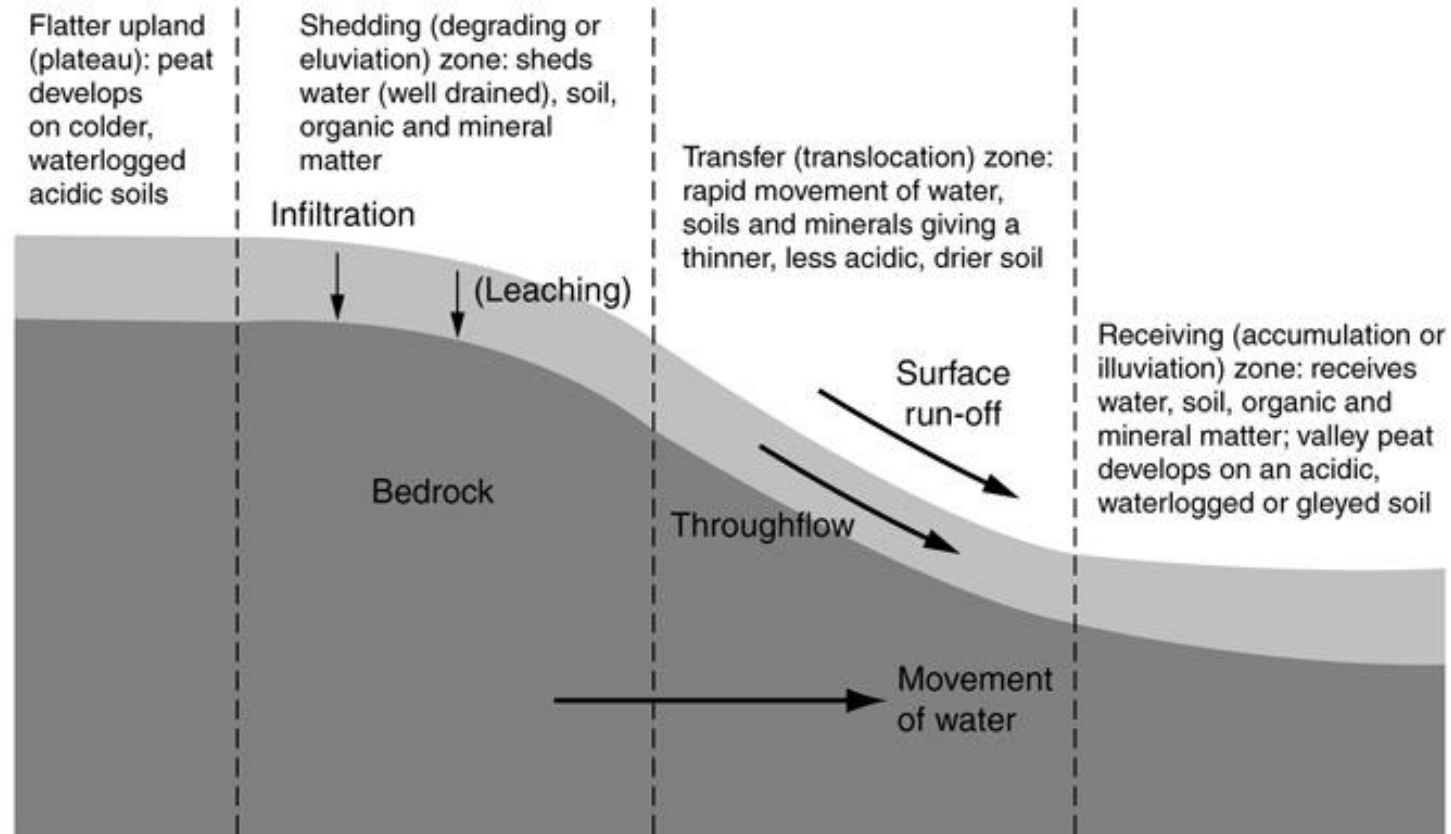 Flatter upland
(plateau): peat
develops
on colder,
waterlogged
acidic soils
Shedding (degrading or
eluviation) zone: sheds
water (well drained), soil,
organic and mineral
matter
Infiltration
(Leaching)
Transfer (translocation) zone:
rapid movement of water,
soils and minerals giving a
thinner, less acidic, drier soil
Surface
run-off
Receiving (accumulation or
illuviation) zone: receives
water, soil, organic and
mineral matter; valley peat
develops on an acidic,
waterlogged or gleyed soil
Bedrock
Throughflow
Movement
of water